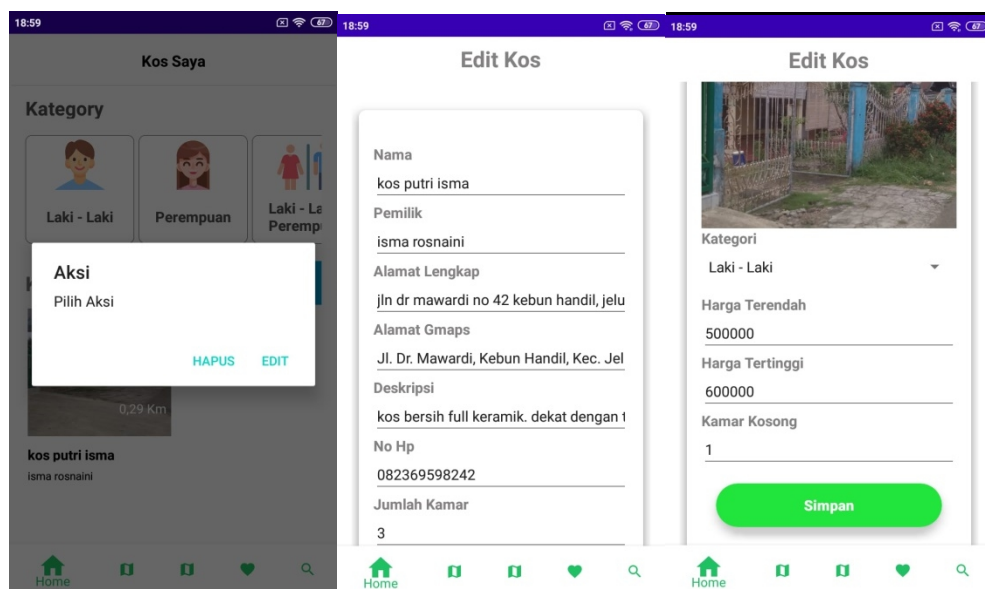 18:59
67
Kos Saya
Kategory
Laki - Laki
Perempuan
Laki - La
Peremp
Aksi
Pilih Aksi
HAPUS EDIT
0,29 Km
kos putri isma
isma rosnaini
Home
18:59
67
Edit Kos
Nama
kos putri isma
Pemilik
isma rosnaini
Alamat Lengkap
jln dr mawardi no 42 kebun handil, jelu
Alamat Gmaps
Jl. Dr. Mawardi, Kebun Handil, Kec. Jel
Deskripsi
kos bersih full keramik. dekat dengan t
No Hp
082369598242
Jumlah Kamar
3
Home
18:59
67
Edit Kos
Kategori
Laki - Laki
Harga Terendah
500000
Harga Tertinggi
600000
Kamar Kosong
1
Simpan
Home